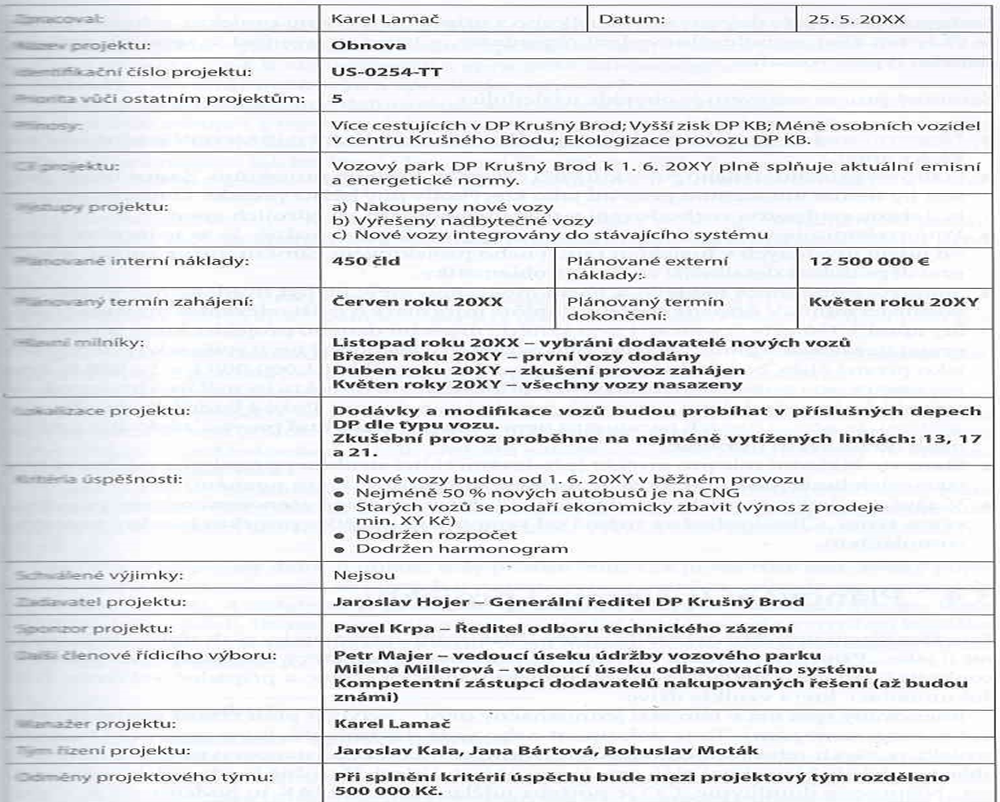 Zpracoval: Karel Lamač Datum: 25. 5. 20XX
Název projektu: Obnova
Identifikační číslo projektu: US-0254-TT
Priorita vůči ostatním projektům: 5
Přínosy: Více cestujících v DP Krušný Brod; Vyšší zisk DP KB; Méně osobních vozidel
v centru Krušného Brodu; Ekologizace provozu DP KB.
Cíl projektu: Vozový park DP Krušný Brod k 1. 6. 20XY plně splňuje aktuální emisní
a energetické normy.
Výstupy projektu: a) Nakoupeny nové vozy
b) Vyřešeny nadbytečné vozy
c) Nové vozy integrovány do stávajícího systému
Plánované interní náklady: 450 čld Plánované externí
náklady: 12 500 000 €
Plánovaný termín zahájení: Červen roku 20XX Plánovaný termín
dokončení: Květen roku 20XY
Hlavní milníky: Listopad roku 20XX – vybráni dodavatelé nových vozů
Březen roku 20XY – první vozy dodány
Duben roku 20XY – zkušení provoz zahájen
Květen roky 20XY – všechny vozy nasazeny
Lokalizace projektu: Dodávky a modifikace vozů budou probíhat v příslušných depech
DP dle typu vozu.
Zkušební provoz proběhne na nejméně vytížených linkách: 13, 17
a 21.
Kritéria úspěšnosti: • Nové vozy budou od 1. 6. 20XY v běžném provozu
• Nejméně 50 % nových autobusů je na CNG
• Starých vozů se podaří ekonomicky zbavit (výnos z prodeje
min. XY Kč)
• Dodržen rozpočet
• Dodržen harmonogram
Schválené výjimky: Nejsou
Zadavatel projektu: Jaroslav Hojer – Generální ředitel DP Krušný Brod
Sponzor projektu: Pavel Krpa – Ředitel odboru technického zázemí
Další členové řídicího výboru: Petr Majer – vedoucí úseku údržby vozového parku
Milena Millerová – vedoucí úseku odbavovacího systému
Kompetentní zástupci dodavatelů nakupovaných řešení (až budou
známi)
Manažer projektu: Karel Lamač
Tým řízení projektu: Jaroslav Kala, Jana Bártová, Bohuslav Moták
Odměny projektového týmu: Při splnění kritérií úspěchu bude mezi projektový tým rozděleno
500 000 Kč.